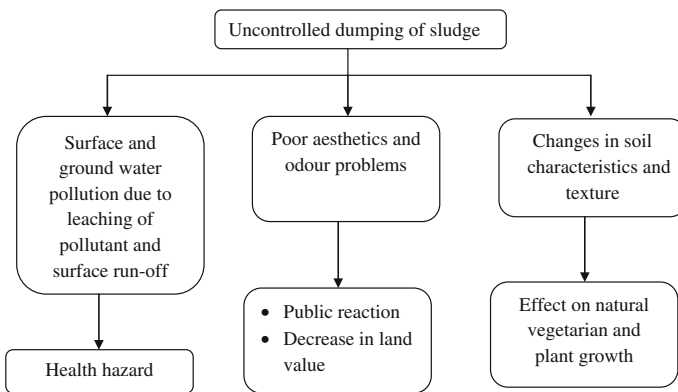 Uncontrolled dumping of sludge
Surface and
ground water
pollution due to
leaching of
pollutant and
surface run-off
Poor aesthetics and
odour problems
Changes in soil
characteristics and
texture
Health hazard
• Public reaction
• Decrease in land
value
Effect on natural
vegetarian and
plant growth